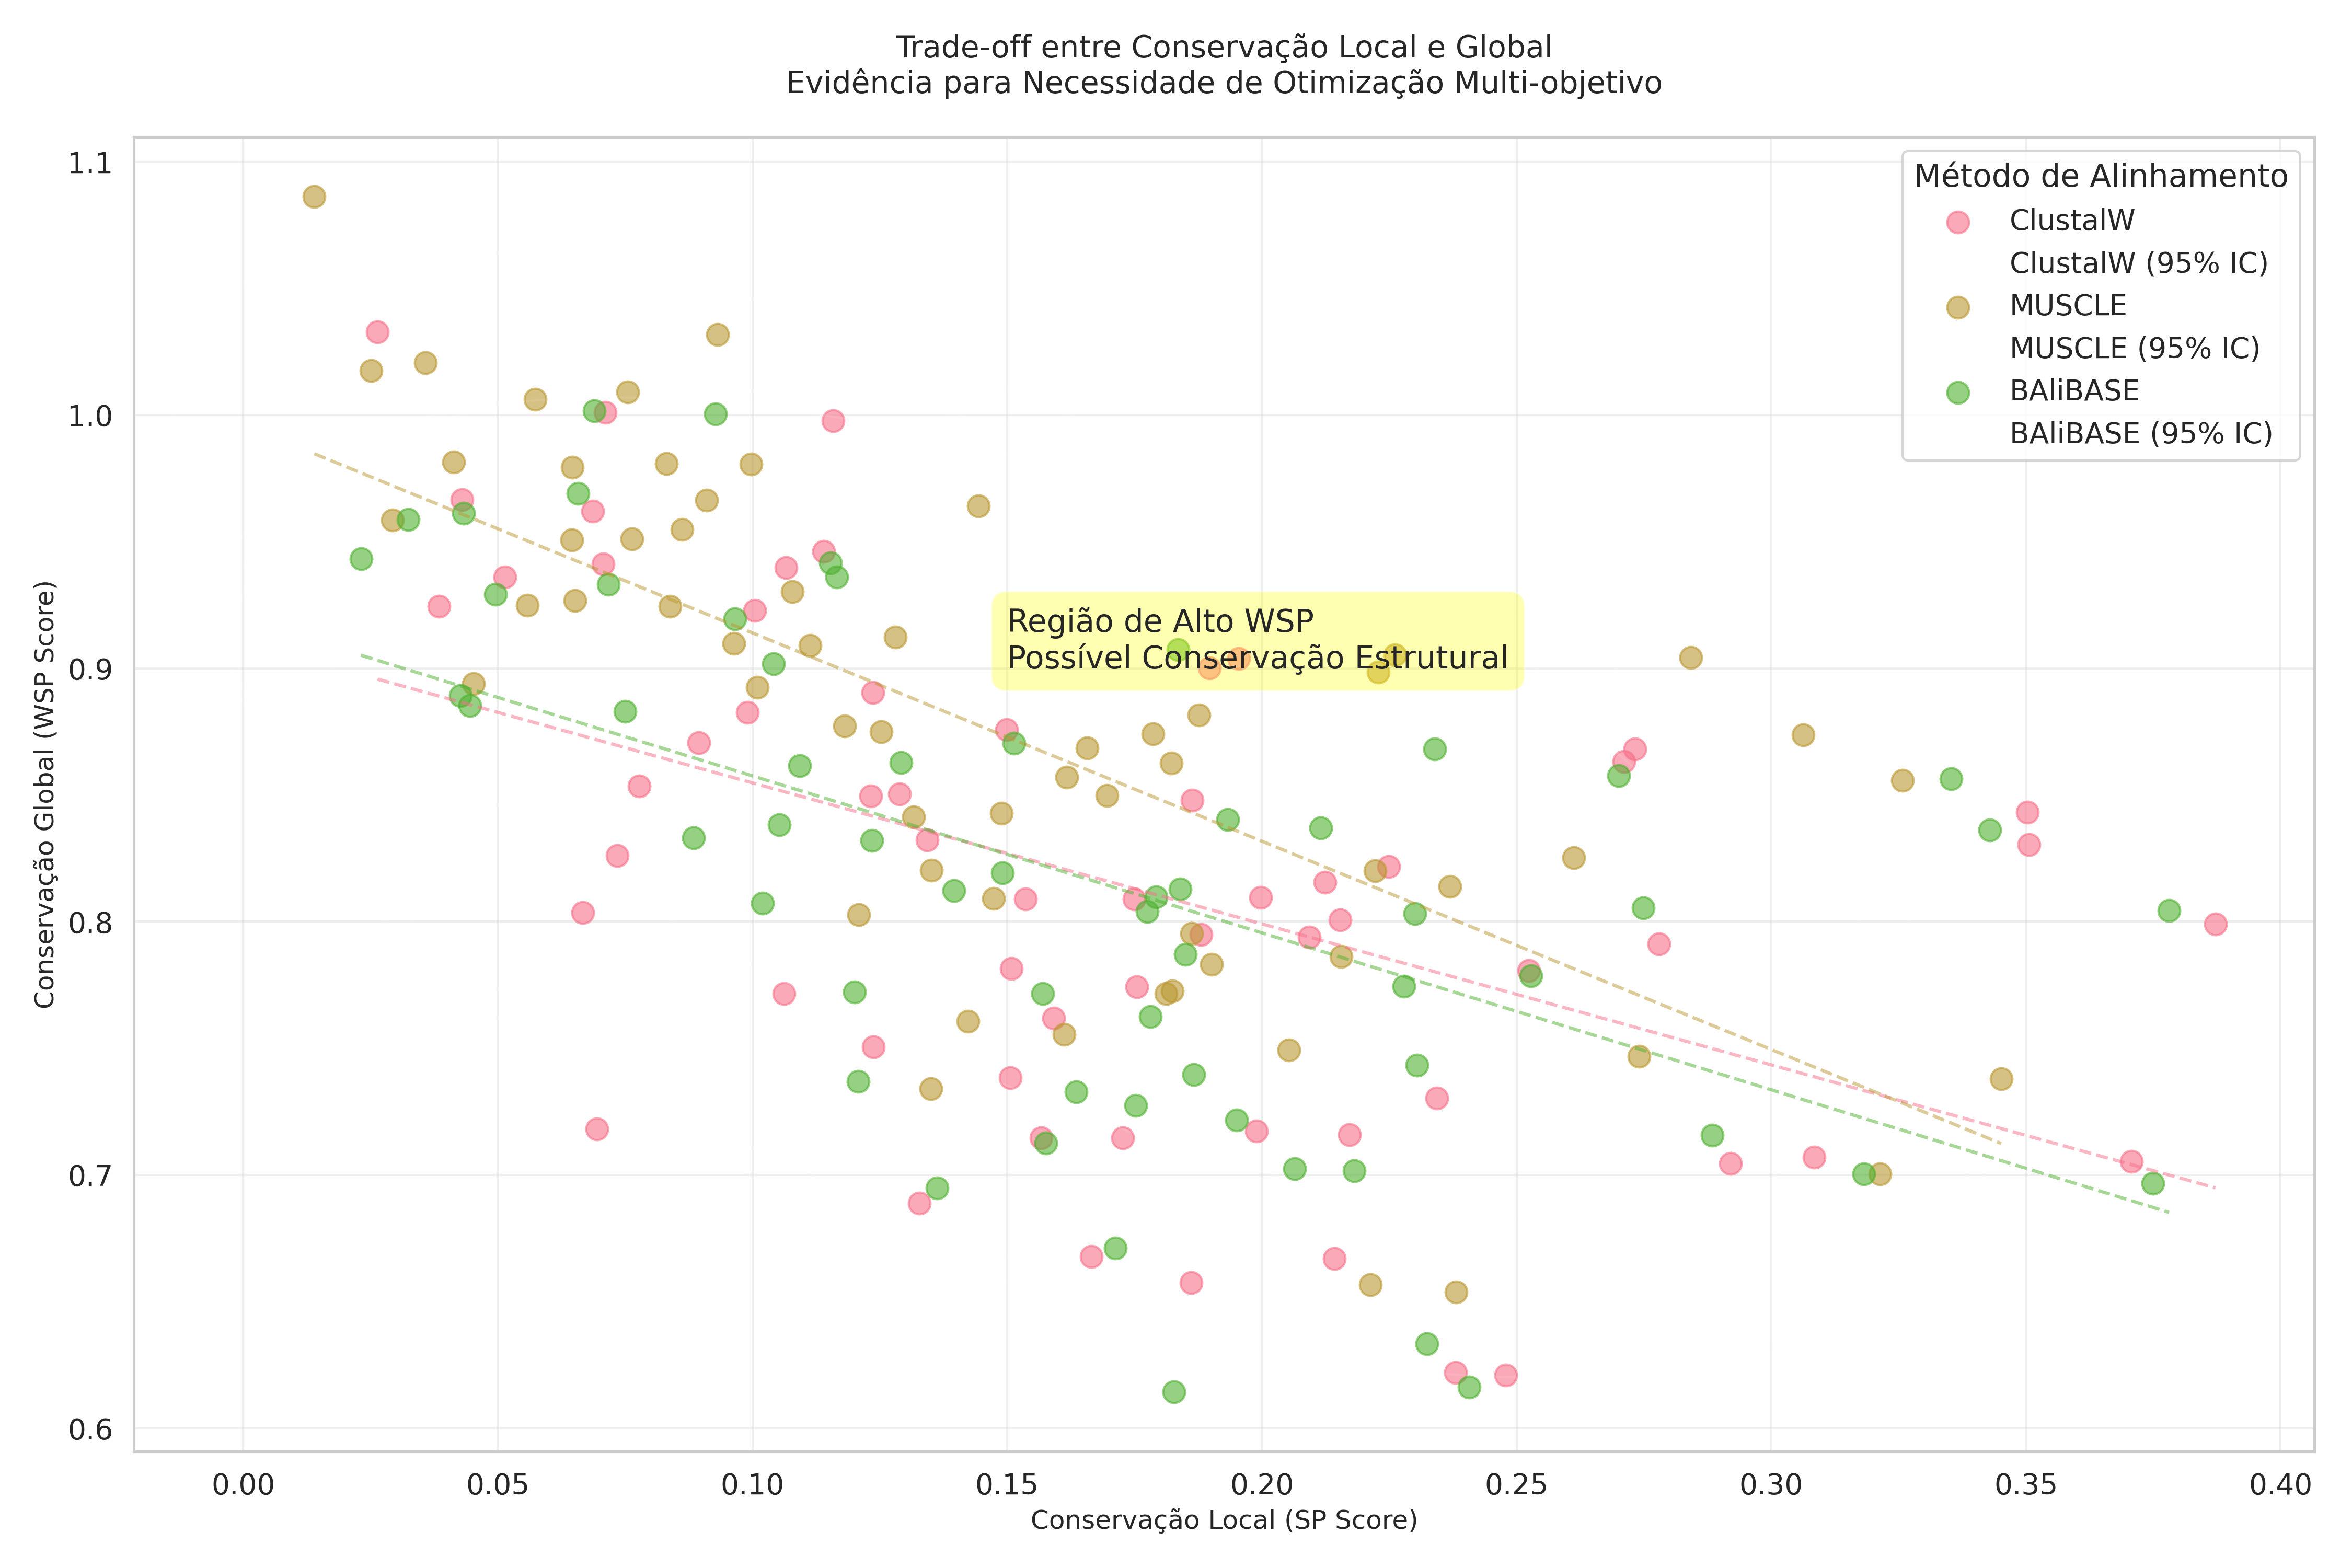 Trade-off entre Conservação Local e Global
Evidência para Necessidade de Otimização Multi-objetivo
Método de Alinhamento
ClustalW
ClustalW (95% IC)
MUSCLE
MUSCLE (95% IC)
BAliBASE
BAliBASE (95% IC)
Região de Alto WSP
Possível Conservação Estrutural
Conservação Global (WSP Score)
1.1
1.0
0.9
0.8
0.7
0.6
0.00 0.05 0.10 0.15 0.20 0.25 0.30 0.35 0.40
Conservação Local (SP Score)